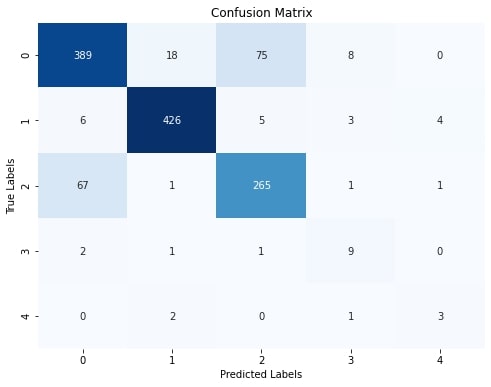 Confusion Matrix
True Labels
0 389 18 75 8 0
1 6 426 5 3 4
2 67 1 265 1 1
3 2 1 1 9 0
4 0 2 0 1 3
0 1 2 3 4
Predicted Labels